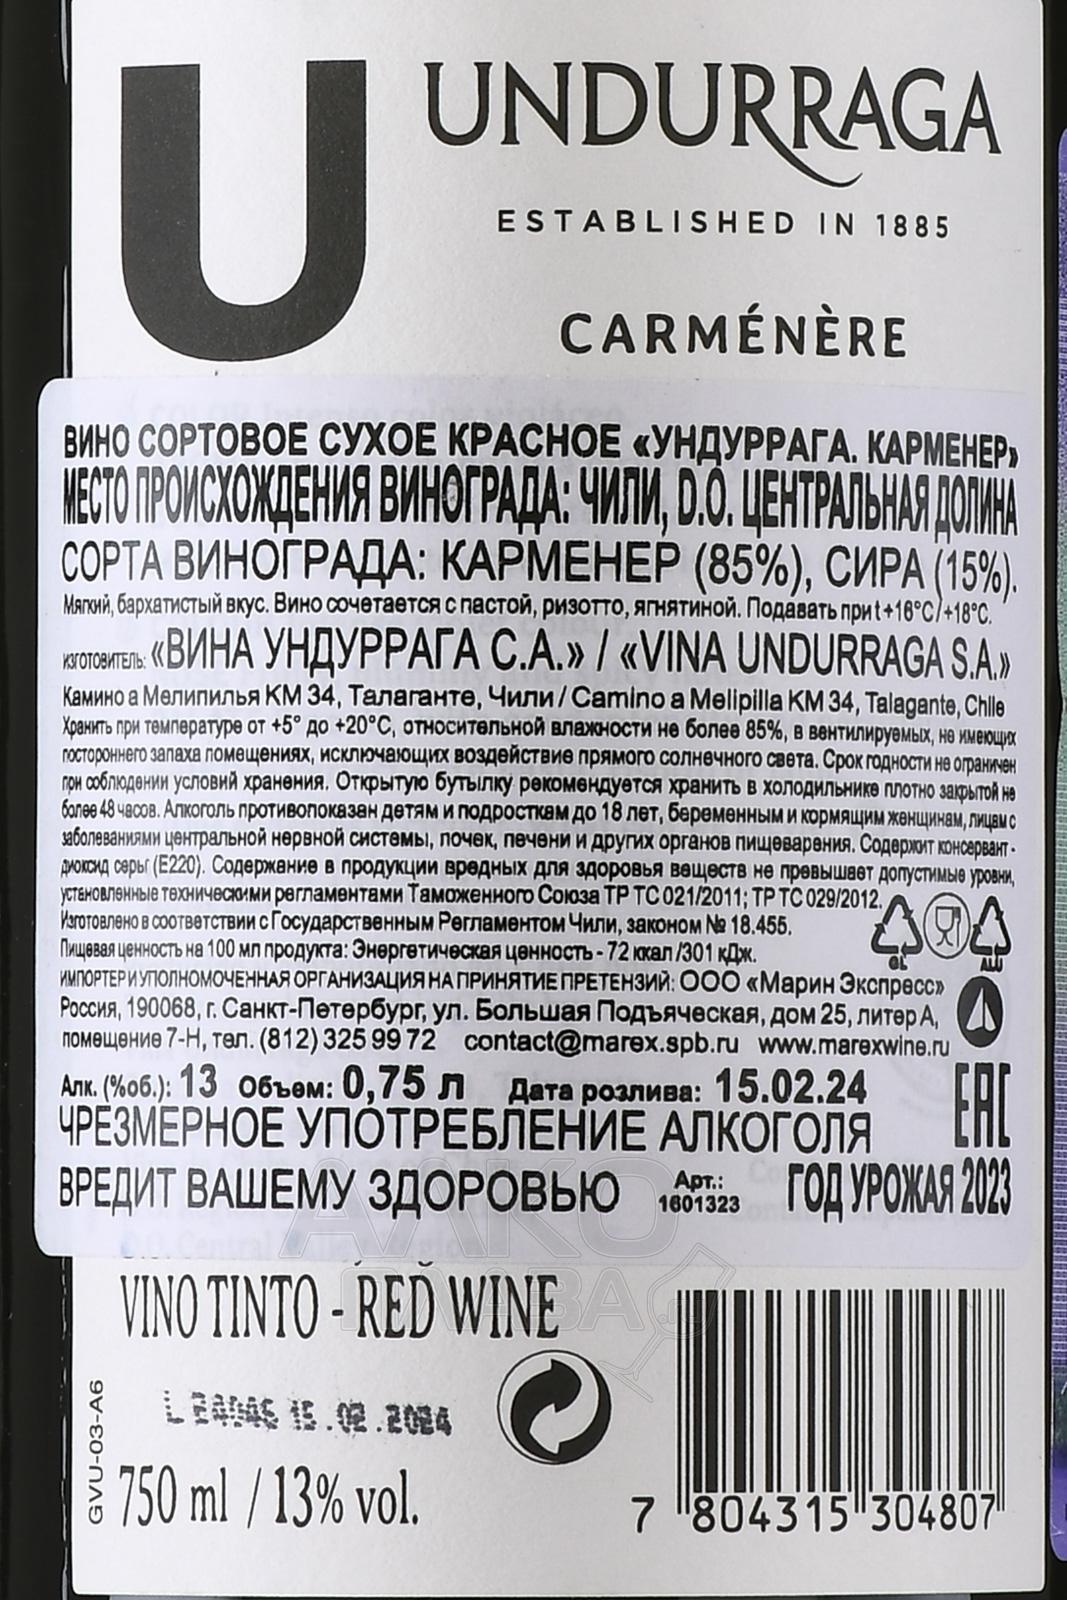 U UNDURRAGA
ESTABLISHED IN 1885
CARMÉNÈRE
ВИНО СОРТОВОЕ СУХОЕ КРАСНОЕ «УНДУРРАГА. КАРМЕНЕР»
МЕСТО ПРОИСХОЖДЕНИЯ ВИНОГРАДА: ЧИЛИ, D.O. ЦЕНТРАЛЬНАЯ ДОЛИНА
СОРТА ВИНОГРАДА: КАРМЕНЕР (85%), СИРА (15%).
Мягкий, бархатистый вкус. Вино сочетается с пастой, ризотто, ягнятиной. Подавать при t +16°C/+18°C.
ИЗГОТОВИТЕЛЬ: «ВИНА УНДУРРАГА С.А.» / «VINA UNDURRAGA S.A.»
Камино а Мелипилья КМ 34, Талаганте, Чили / Camino a Melipilla KM 34, Talagante, Chile
Хранить при температуре от +5° до +20°C, относительной влажности не более 85%, в вентилируемых, не имеющих
постороннего запаха помещениях, исключающих воздействие прямого солнечного света. Срок годности не ограничен
при соблюдении условий хранения. Открытую бутылку рекомендуется хранить в холодильнике плотно закрытой не
более 48 часов. Алкоголь противопоказан детям и подросткам до 18 лет, беременным и кормящим женщинам, лицам с
заболеваниями центральной нервной системы, почек, печени и других органов пищеварения. Содержит консервант -
диоксид серы (Е220). Содержание в продукции вредных для здоровья веществ не превышает допустимые уровни,
установленные техническими регламентами Таможенного Союза ТР ТС 021/2011; ТР ТС 029/2012.
Изготовлено в соответствии с Государственным Регламентом Чили, законом № 18.455.
Пищевая ценность на 100 мл продукта: Энергетическая ценность - 72 ккал /301 кДж.
GL ALU
ИМПОРТЕР И УПОЛНОМОЧЕННАЯ ОРГАНИЗАЦИЯ НА ПРИНЯТИЕ ПРЕТЕНЗИЙ: ООО «Марин Экспресс»
Россия, 190068, г. Санкт-Петербург, ул. Большая Подъяческая, дом 25, литер А,
помещение 7-Н, тел. (812) 325 99 72 contact@marex.spb.ru www.marexwine.ru
Алк. (%об.): 13 Объем: 0,75 л Дата розлива: 15.02.24 EAC
ЧРЕЗМЕРНОЕ УПОТРЕБЛЕНИЕ АЛКОГОЛЯ
ВРЕДИТ ВАШЕМУ ЗДОРОВЬЮ Арт.: 1601323 ГОД УРОЖАЯ 2023
АЛКО
ГЛАВА
VINO TINTO - RED WINE
L E4046 15.02.2024
GVU-03-A6
750 ml / 13% vol.
7 804315 304807